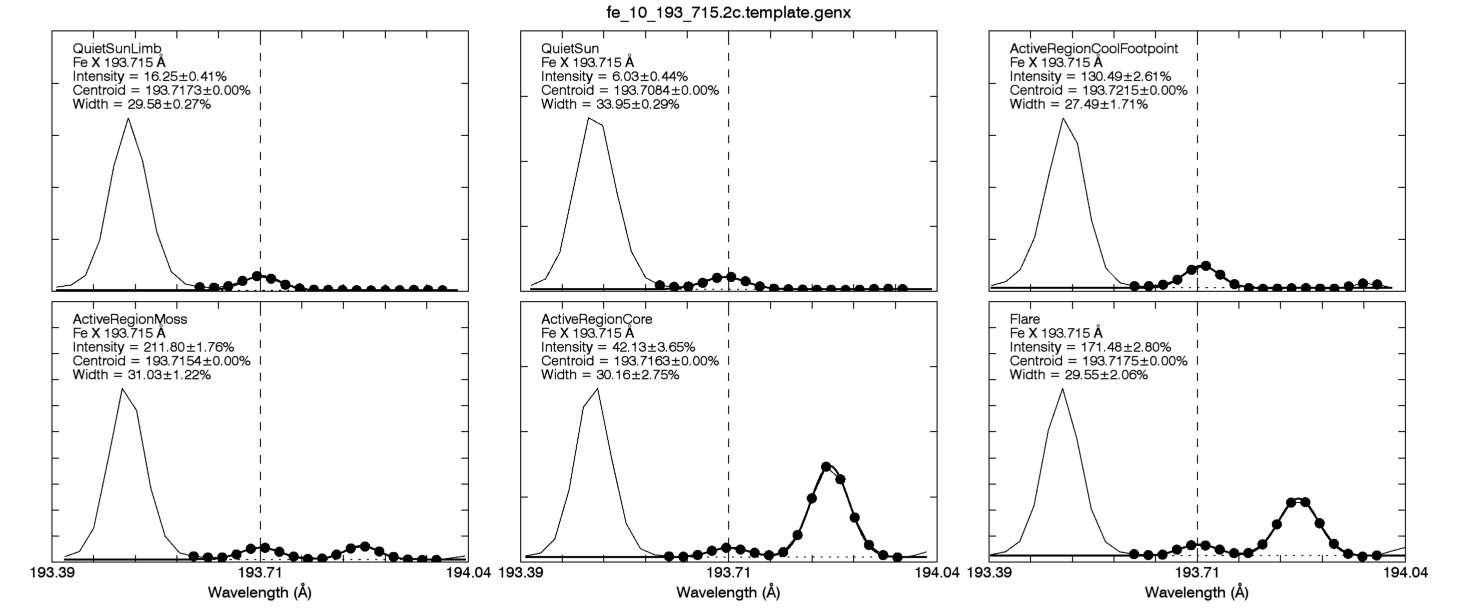 fe_10_193_715.2c.template.genx
QuietSunLimb
Fe X 193.715 Å
Intensity = 16.25±0.41%
Centroid = 193.7173±0.00%
Width = 29.58±0.27%
QuietSun
Fe X 193.715 Å
Intensity = 6.03±0.44%
Centroid = 193.7084±0.00%
Width = 33.95±0.29%
ActiveRegionCoolFootpoint
Fe X 193.715 Å
Intensity = 130.49±2.61%
Centroid = 193.7215±0.00%
Width = 27.49±1.71%
ActiveRegionMoss
Fe X 193.715 Å
Intensity = 211.80±1.76%
Centroid = 193.7154±0.00%
Width = 31.03±1.22%
ActiveRegionCore
Fe X 193.715 Å
Intensity = 42.13±3.65%
Centroid = 193.7163±0.00%
Width = 30.16±2.75%
Flare
Fe X 193.715 Å
Intensity = 171.48±2.80%
Centroid = 193.7175±0.00%
Width = 29.55±2.06%
193.39 193.71 194.04
Wavelength (Å)
193.39 193.71 194.04
Wavelength (Å)
193.39 193.71 194.04
Wavelength (Å)